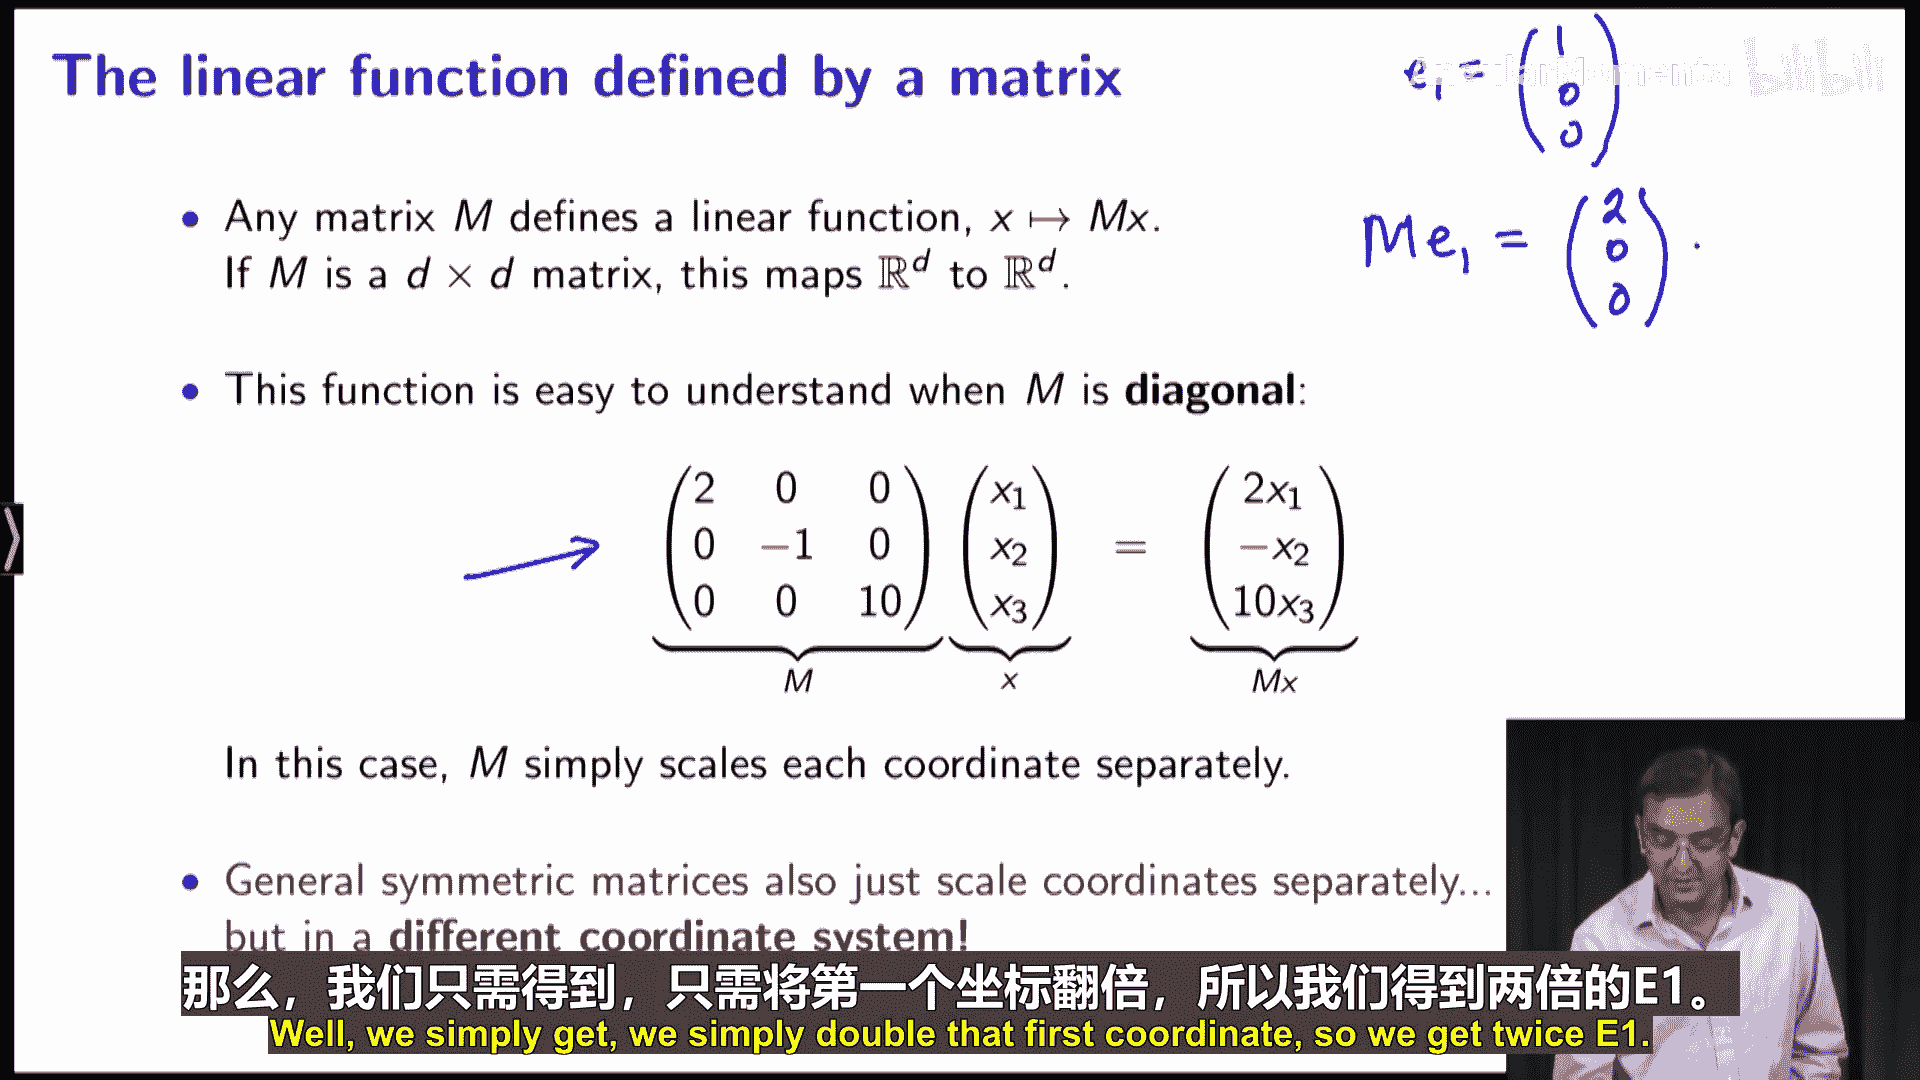 The linear function defined by a matrix
e₁ = (1 0 0)
bilibili
• Any matrix M defines a linear function, x ↦ Mx.
If M is a d × d matrix, this maps ℝᵈ to ℝᵈ.
Me₁ = (2 0 0) .
• This function is easy to understand when M is diagonal:
2 0 0 x₁ 2x₁
0 −1 0 x₂ = −x₂
0 0 10 x₃ 10x₃
M x Mx
In this case, M simply scales each coordinate separately.
• General symmetric matrices also just scale coordinates separately...
but in a different coordinate system!
那么，我们只需得到，只需将第一个坐标翻倍，所以我们得到两倍的E1。
Well, we simply get, we simply double that first coordinate, so we get twice E1.